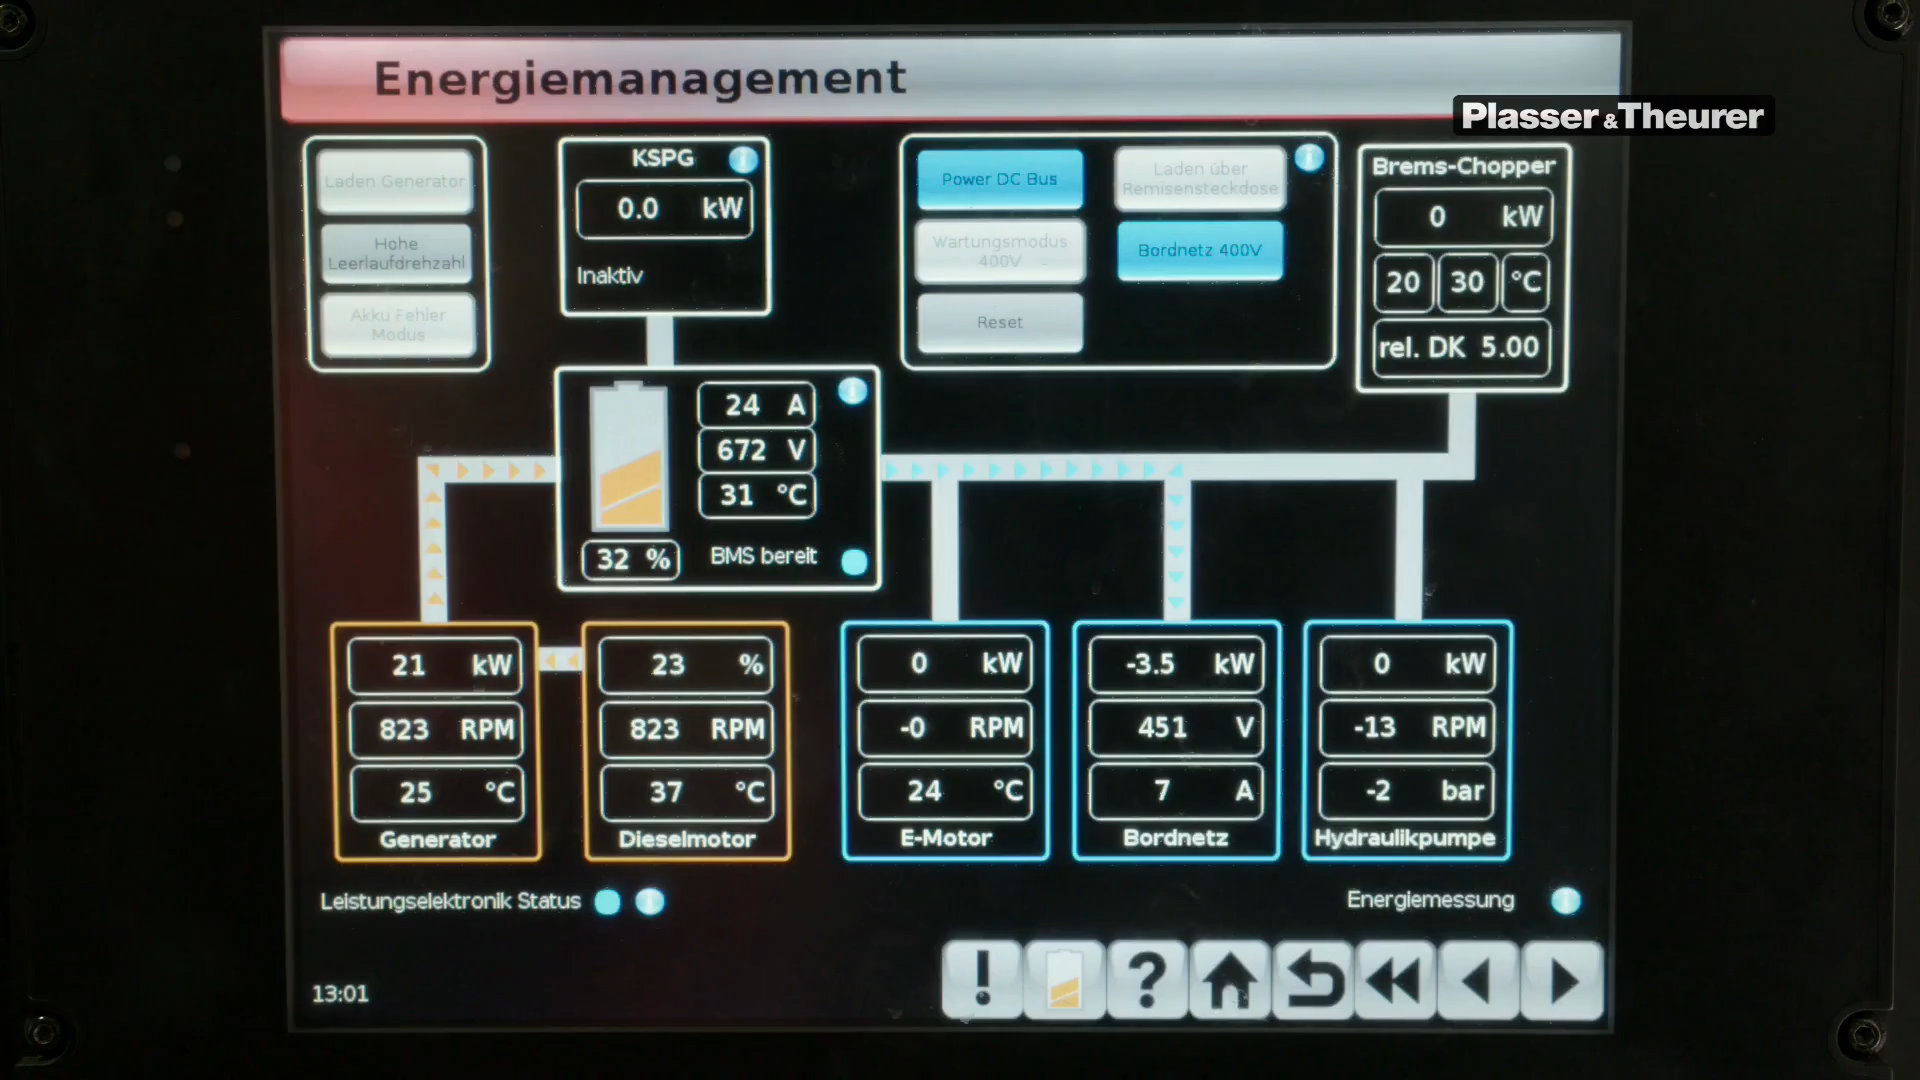 Energiemanagement
Plasser &Theurer
Laden Generator
Hohe
Leerlaufdrehzahl
Akku Fehler
Modus
KSPG
0.0 kW
Inaktiv
Power DC Bus
Laden über
Remisensteckdose
Wartungsmodus
400V
Bordnetz 400V
Reset
Brems-Chopper
0 kW
20 30 °C
rel. DK 5.00
24 A
672 V
31 °C
32 %
BMS bereit
21 kW
823 RPM
25 °C
Generator
23 %
823 RPM
37 °C
Dieselmotor
0 kW
-0 RPM
24 °C
E-Motor
-3.5 kW
451 V
7 A
Bordnetz
0 kW
-13 RPM
-2 bar
Hydraulikpumpe
Leistungselektronik Status
Energiemessung
13:01
! ?